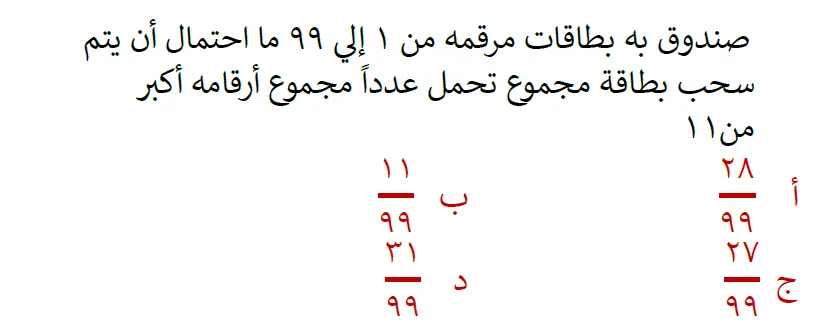 صندوق به بطاقات مرقمه من ١ إلي ٩٩ ما احتمال أن يتم
سحب بطاقة مجموع تحمل عدداً مجموع أرقامه أكبر
من١١
أ ٢٨/٩٩ ب ١١/٩٩
ج ٢٧/٩٩ د ٣١/٩٩